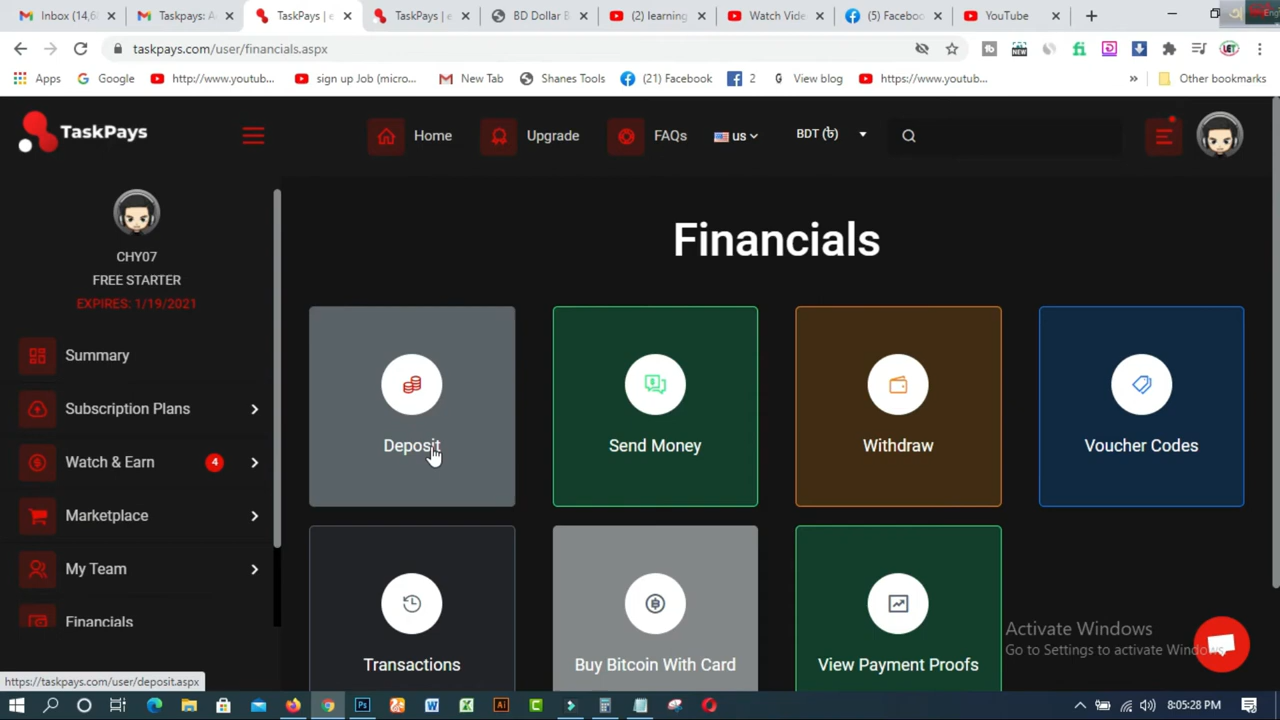 Inbox (14,6
Taskpays: A
TaskPays | e
TaskPays | e
BD Dollar E
(2) learning
Watch Vide
(5) Faceboo
YouTube
taskpays.com/user/financials.aspx
Apps
Google
http://www.youtub...
sign up Job (micro...
New Tab
Shanes Tools
(21) Facebook
2
View blog
https://www.youtub...
»
Other bookmarks
TaskPays
Home
Upgrade
FAQs
us
BDT (৳)
CHY07
FREE STARTER
EXPIRES: 1/19/2021
Summary
Subscription Plans
Watch & Earn
4
Marketplace
My Team
Financials
Financials
Deposit
Send Money
Withdraw
Voucher Codes
Transactions
Buy Bitcoin With Card
View Payment Proofs
Activate Windows
Go to Settings to activate Windows.
https://taskpays.com/user/deposit.aspx
8:05:28 PM